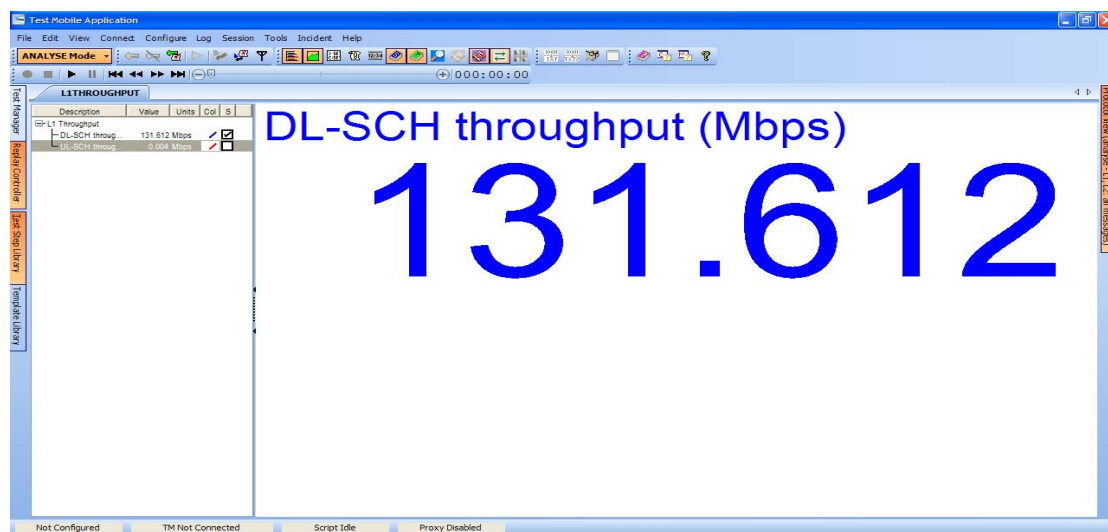 Test Mobile Application
File Edit View Connect Configure Log Session Tools Incident Help
ANALYSE Mode
000:00:00
Test Manager
Replay Controller
Test Step Library
Template Library
L1THROUGHPUT
Description Value Units Col S
L1 Throughput
DL-SCH throug... 131.612 Mbps
UL-SCH throug... 0.004 Mbps
DL-SCH throughput (Mbps)
131.612
Not Configured TM Not Connected Script Idle Proxy Disabled